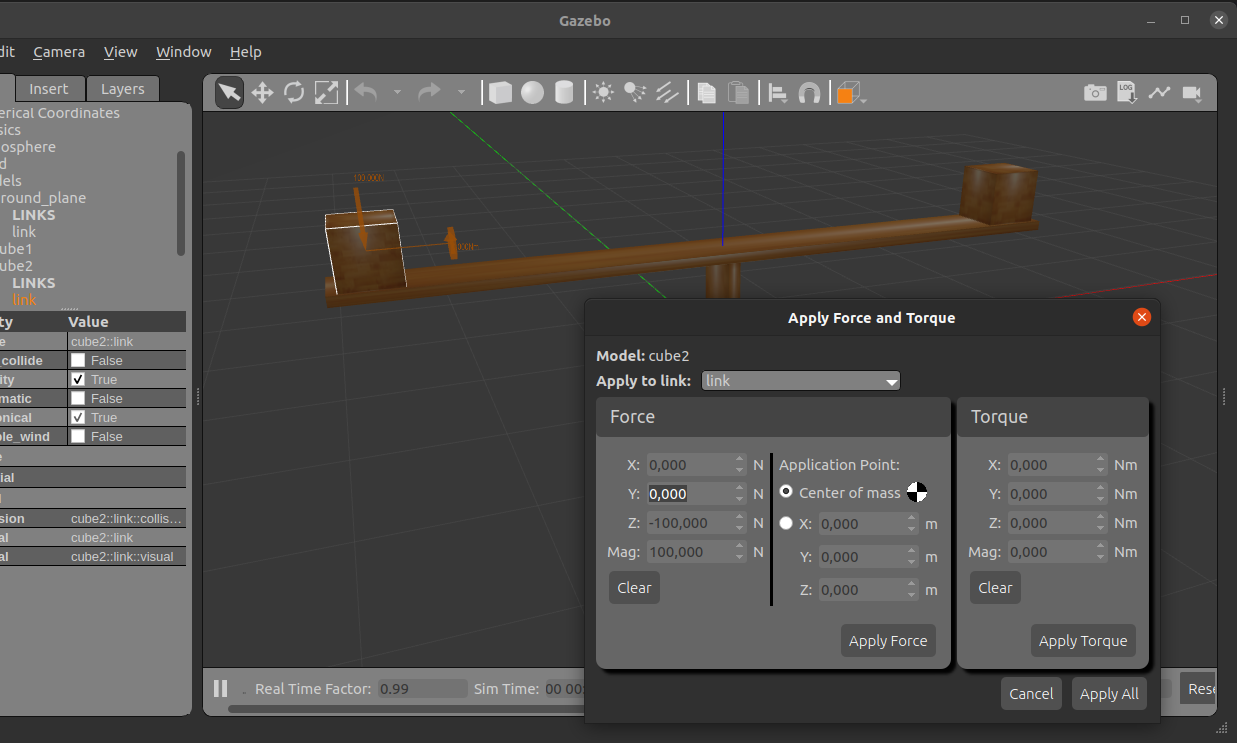 Gazebo
dit Camera View Window Help
Insert Layers
erical Coordinates
sics
osphere
d
dels
round_plane
LINKS
link
ube1
ube2
LINKS
link
ty Value
e cube2::link
_collide False
ity True
matic False
onical True
ble_wind False
e
ial
l
sion cube2::link::collis...
al cube2::link
al cube2::link::visual
LOG
100.000N
Apply Force and Torque
Model: cube2
Apply to link: link
Force
X: 0,000 N
Y: 0,000 N
Z: -100,000 N
Mag: 100,000 N
Clear
Application Point:
Center of mass
X: 0,000 m
Y: 0,000 m
Z: 0,000 m
Apply Force
Torque
X: 0,000 Nm
Y: 0,000 Nm
Z: 0,000 Nm
Mag: 0,000 Nm
Clear
Apply Torque
Cancel Apply All
Real Time Factor: 0.99 Sim Time: 00 00: Rese